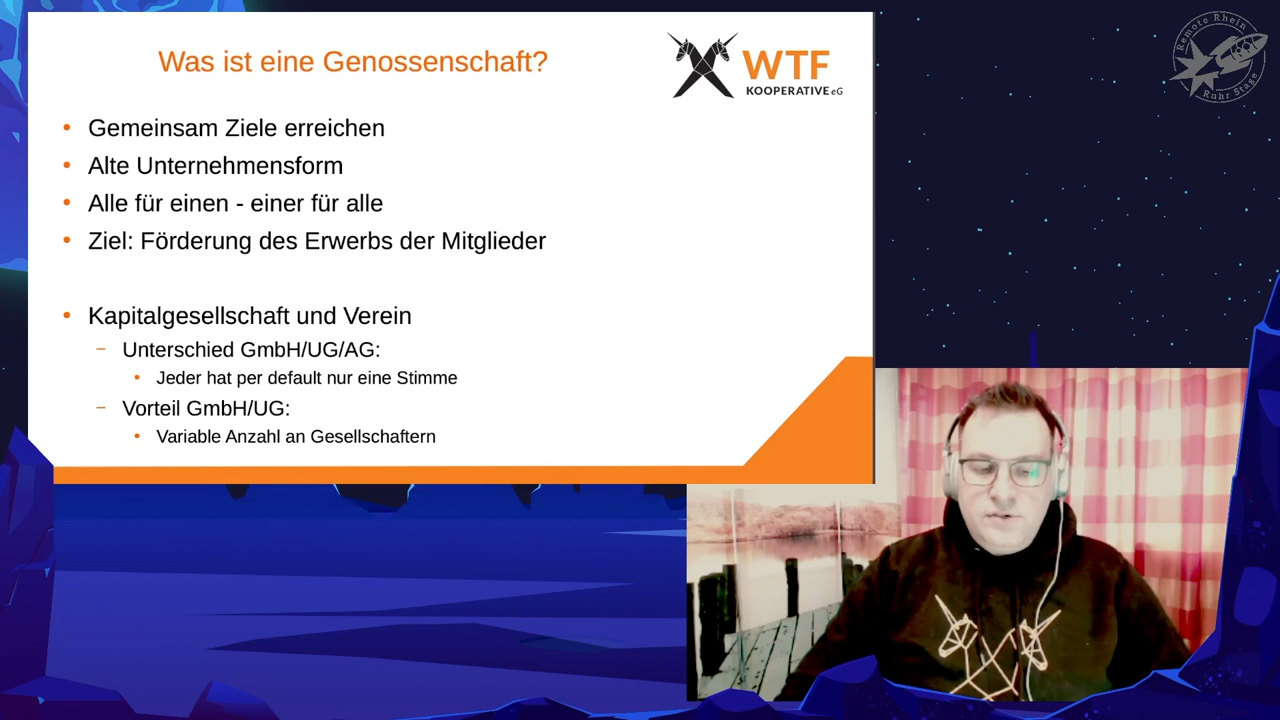 Was ist eine Genossenschaft?
WTF
KOOPERATIVE eG
Gemeinsam Ziele erreichen
Alte Unternehmensform
Alle für einen - einer für alle
Ziel: Förderung des Erwerbs der Mitglieder
Kapitalgesellschaft und Verein
Unterschied GmbH/UG/AG:
Jeder hat per default nur eine Stimme
Vorteil GmbH/UG:
Variable Anzahl an Gesellschaftern
Remote Rhein
Ruhr Stage